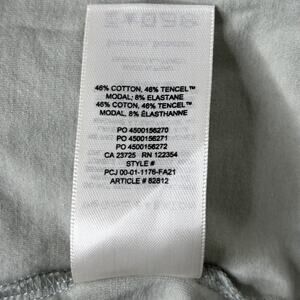 46% COTTON, 46% TENCEL™
MODAL; 8% ELASTANE
46% COTON, 46% TENCEL™
MODAL, 8% ÉLASTHANNE
PO 4500156270
PO 4500156271
PO 4500156272
CA 23725 RN 122354
STYLE #
PCJ 00-01-1176-FA21
ARTICLE # 82812